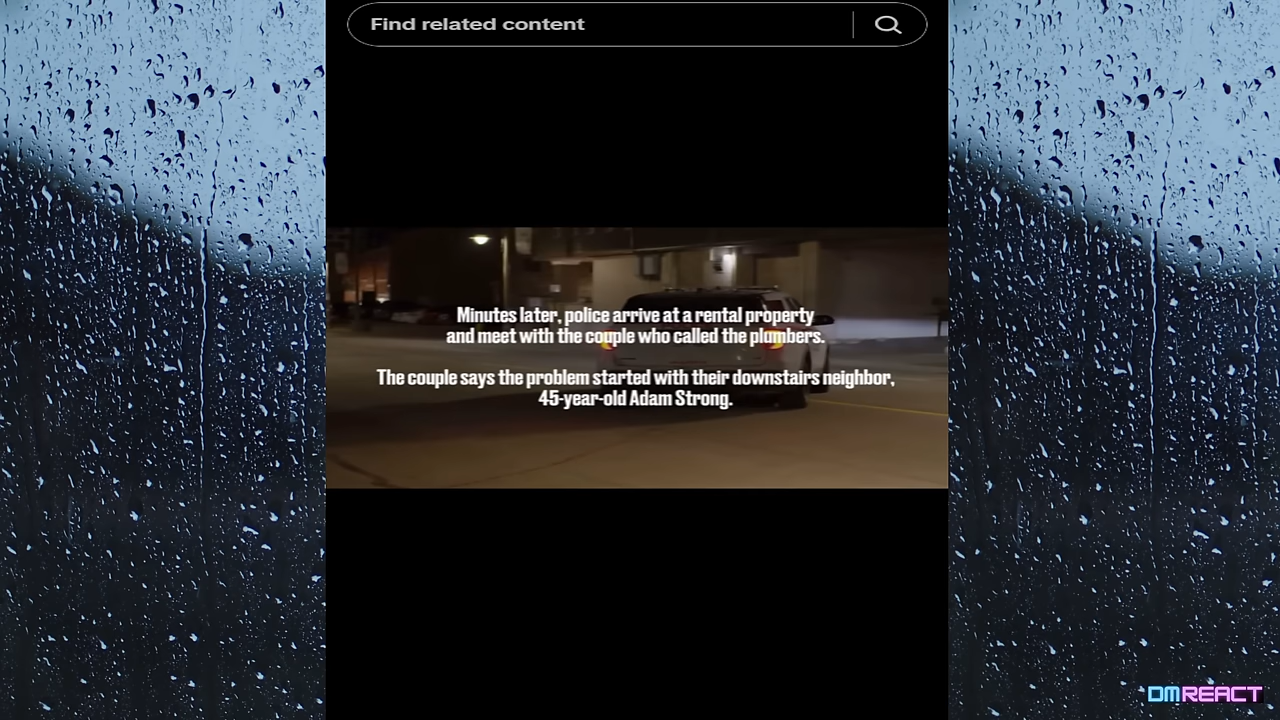 Find related content
Minutes later, police arrive at a rental property
and meet with the couple who called the plumbers.
The couple says the problem started with their downstairs neighbor,
45-year-old Adam Strong.
DMREACT